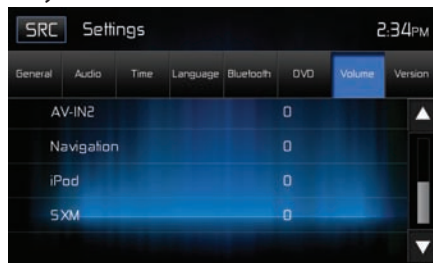 SRC Settings 2:34PM
General Audio Time Language Bluetooth DVD Volume Version
AV-IN2 0
Navigation 0
iPod 0
SXM 0